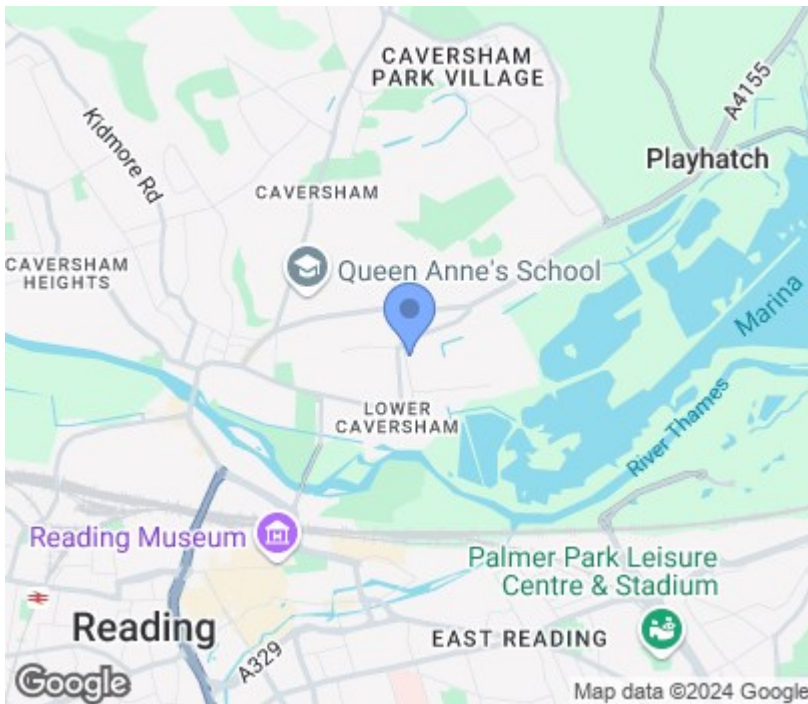 CAVERSHAM
PARK VILLAGE
A4155
Kidmore Rd
Playhatch
CAVERSHAM
CAVERSHAM
HEIGHTS
Queen Anne's School
Marina
LOWER
CAVERSHAM
River Thames
Reading Museum
Palmer Park Leisure
Centre & Stadium
Reading
EAST READING
A329
Google
Map data ©2024 Google